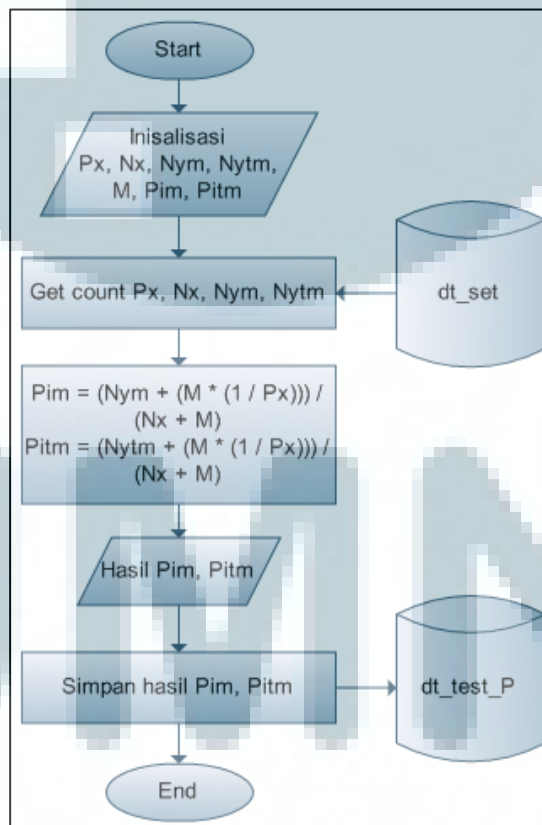 Start
Inisalisasi
Px, Nx, Nym, Nytm,
M, Pim, Pitm
Get count Px, Nx, Nym, Nytm
dt_set
Pim = (Nym + (M * (1 / Px))) /
(Nx + M)
Pitm = (Nytm + (M * (1 / Px))) /
(Nx + M)
Hasil Pim, Pitm
Simpan hasil Pim, Pitm
dt_test_P
End